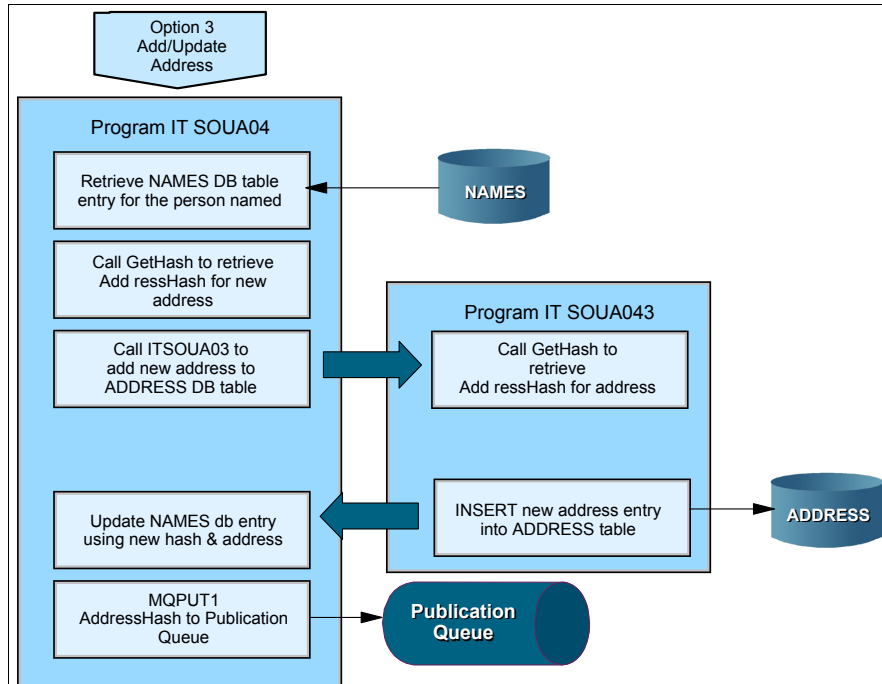 Option 3
Add/Update
Address
Program IT SOUA04
Retrieve NAMES DB table
entry for the person named
NAMES
Call GetHash to retrieve
Add ressHash for new
address
Call ITSOUA03 to
add new address to
ADDRESS DB table
Program IT SOUA043
Call GetHash to
retrieve
Add ressHash for address
INSERT new address entry
into ADDRESS table
ADDRESS
Update NAMES db entry
using new hash & address
MQPUT1
AddressHash to Publication
Queue
Publication
Queue